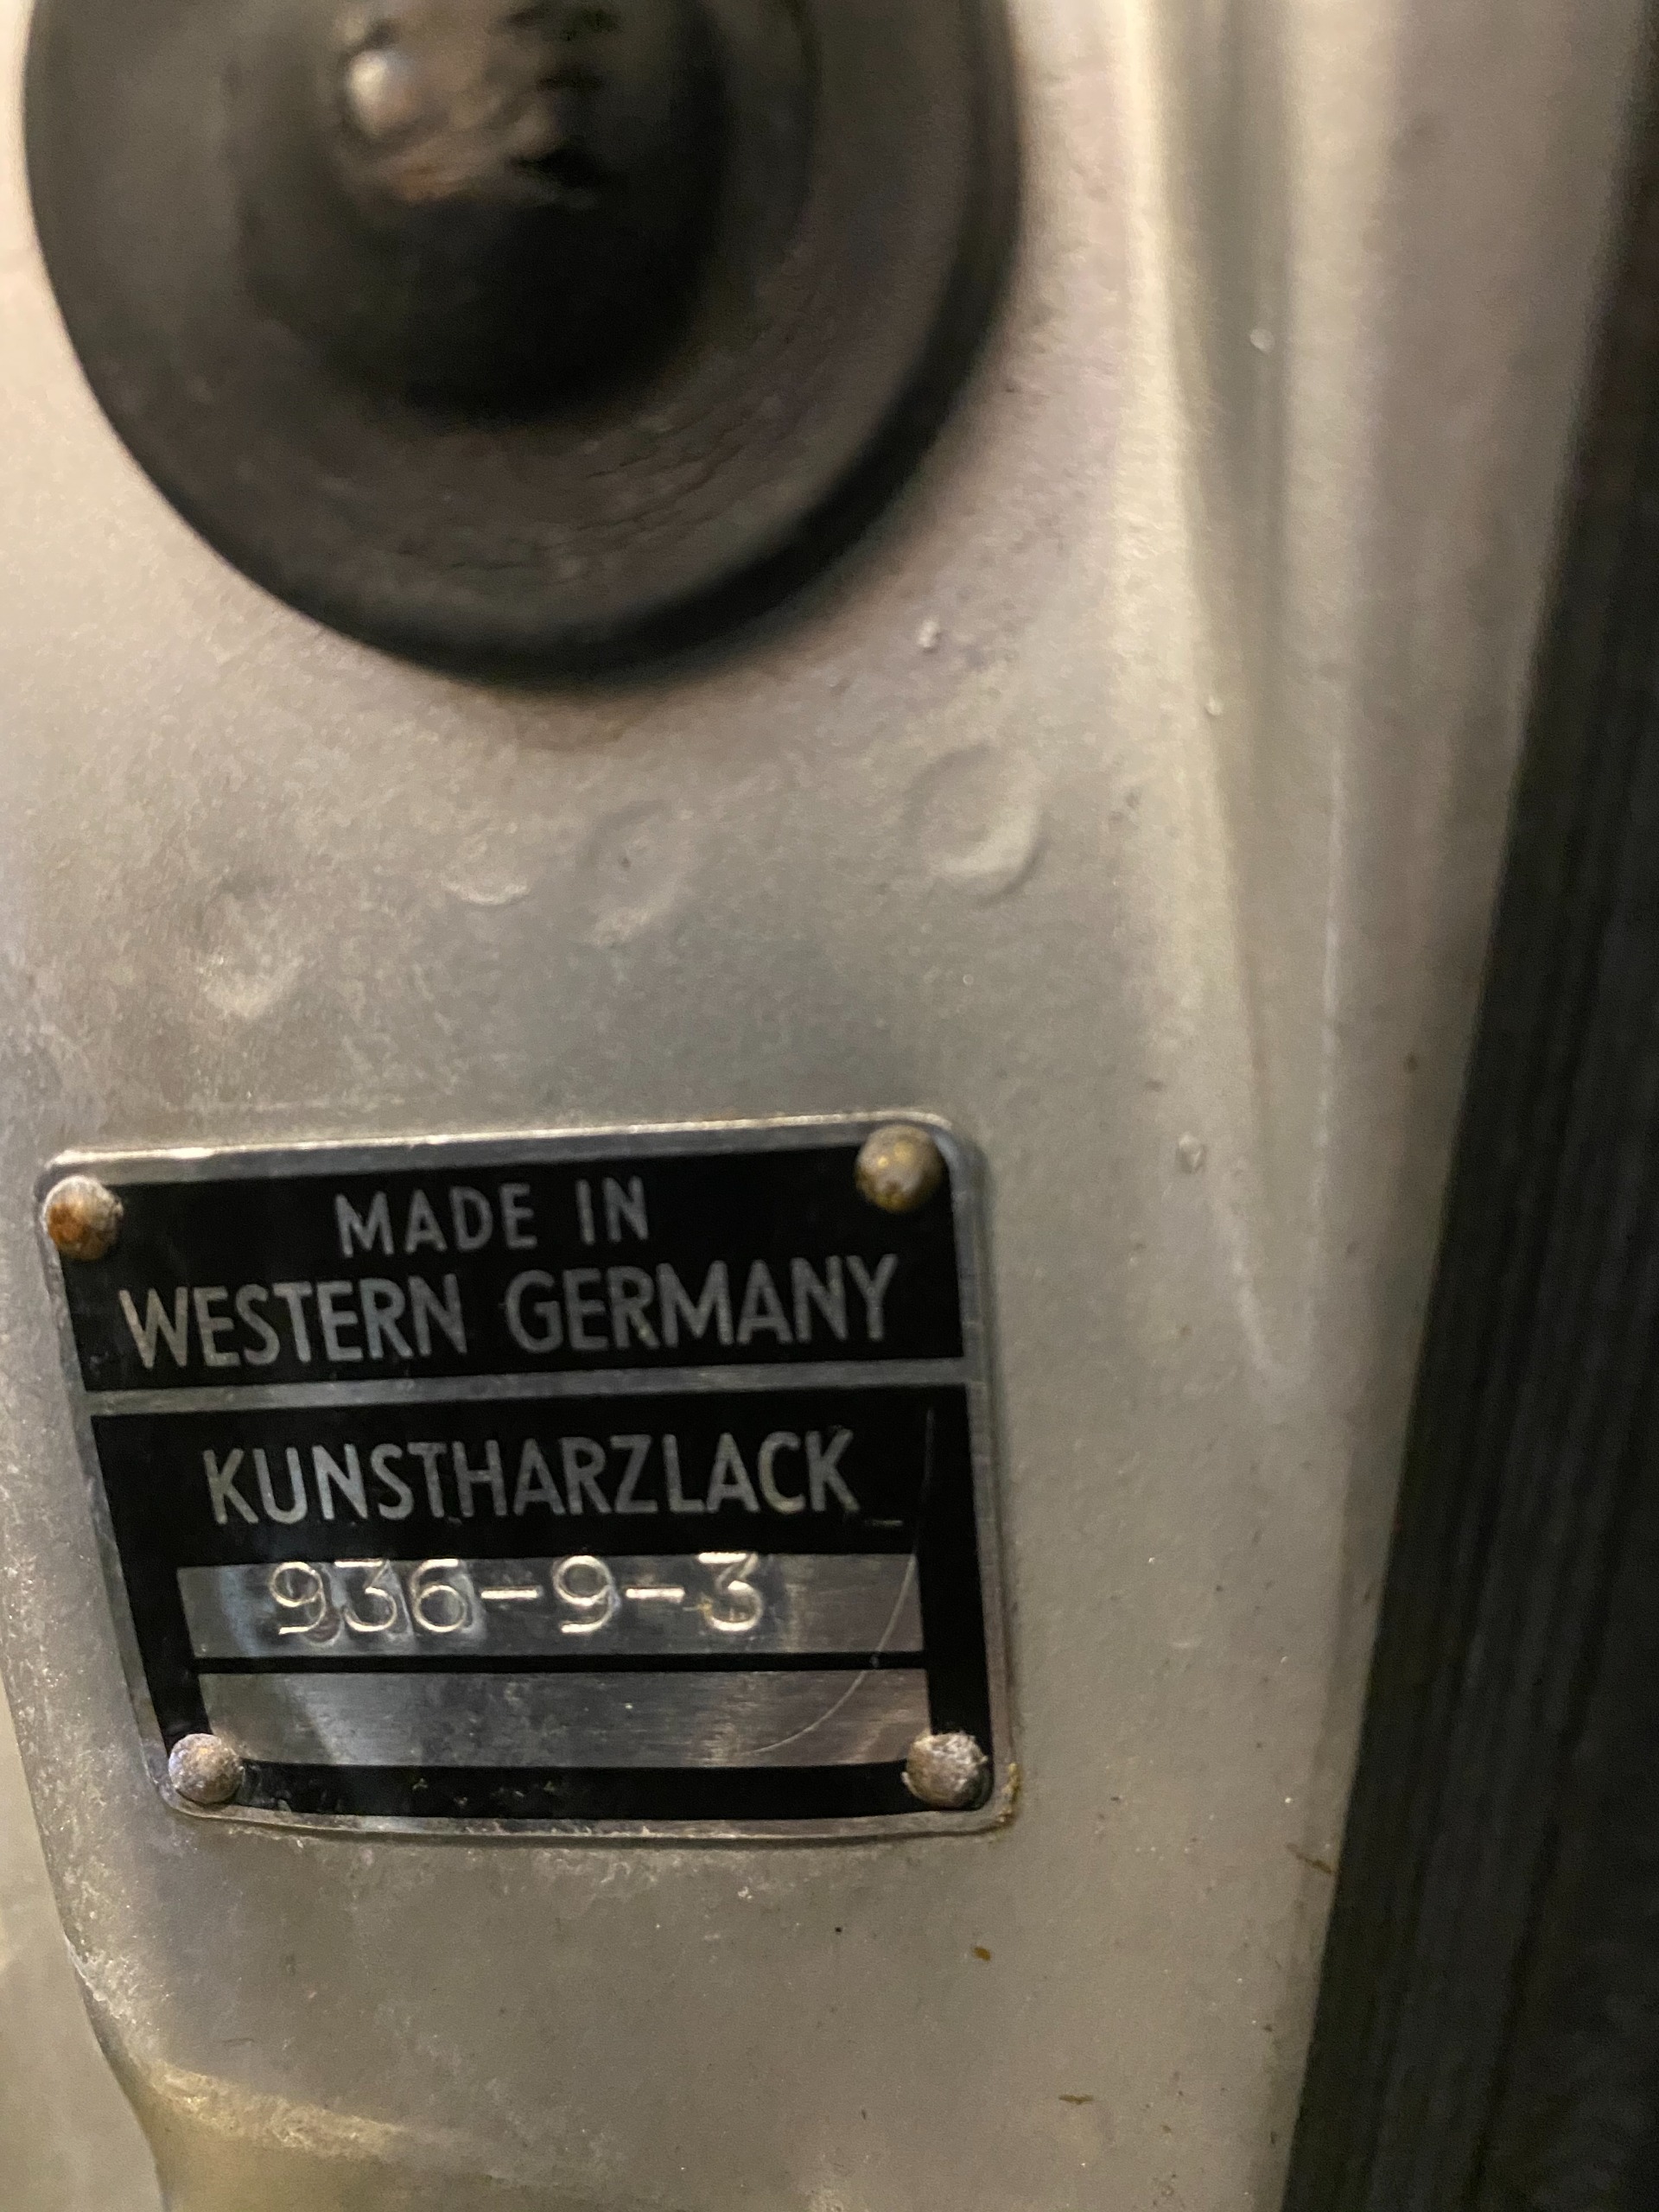 MADE IN
WESTERN GERMANY
KUNSTHARZLACK
936-9-3